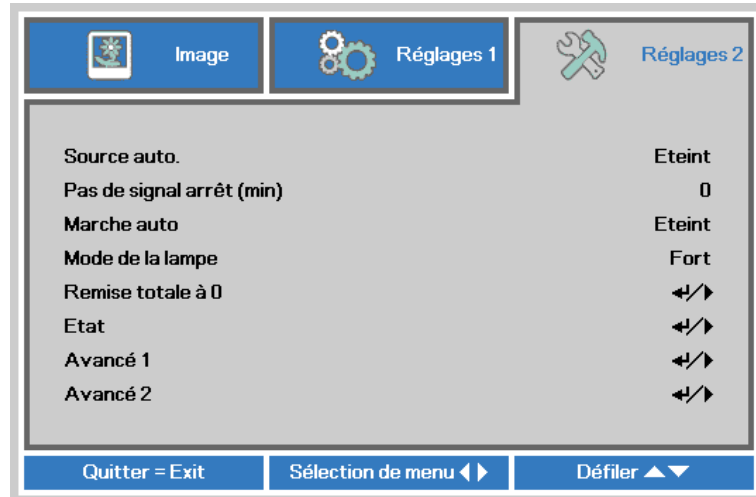 Image
Réglages 1
Réglages 2
Source auto. Eteint
Pas de signal arrêt (min) 0
Marche auto Eteint
Mode de la lampe Fort
Remise totale à 0 ↵/▶
Etat ↵/▶
Avancé 1 ↵/▶
Avancé 2 ↵/▶
Quitter = Exit
Sélection de menu ◀▶
Défiler ▲▼